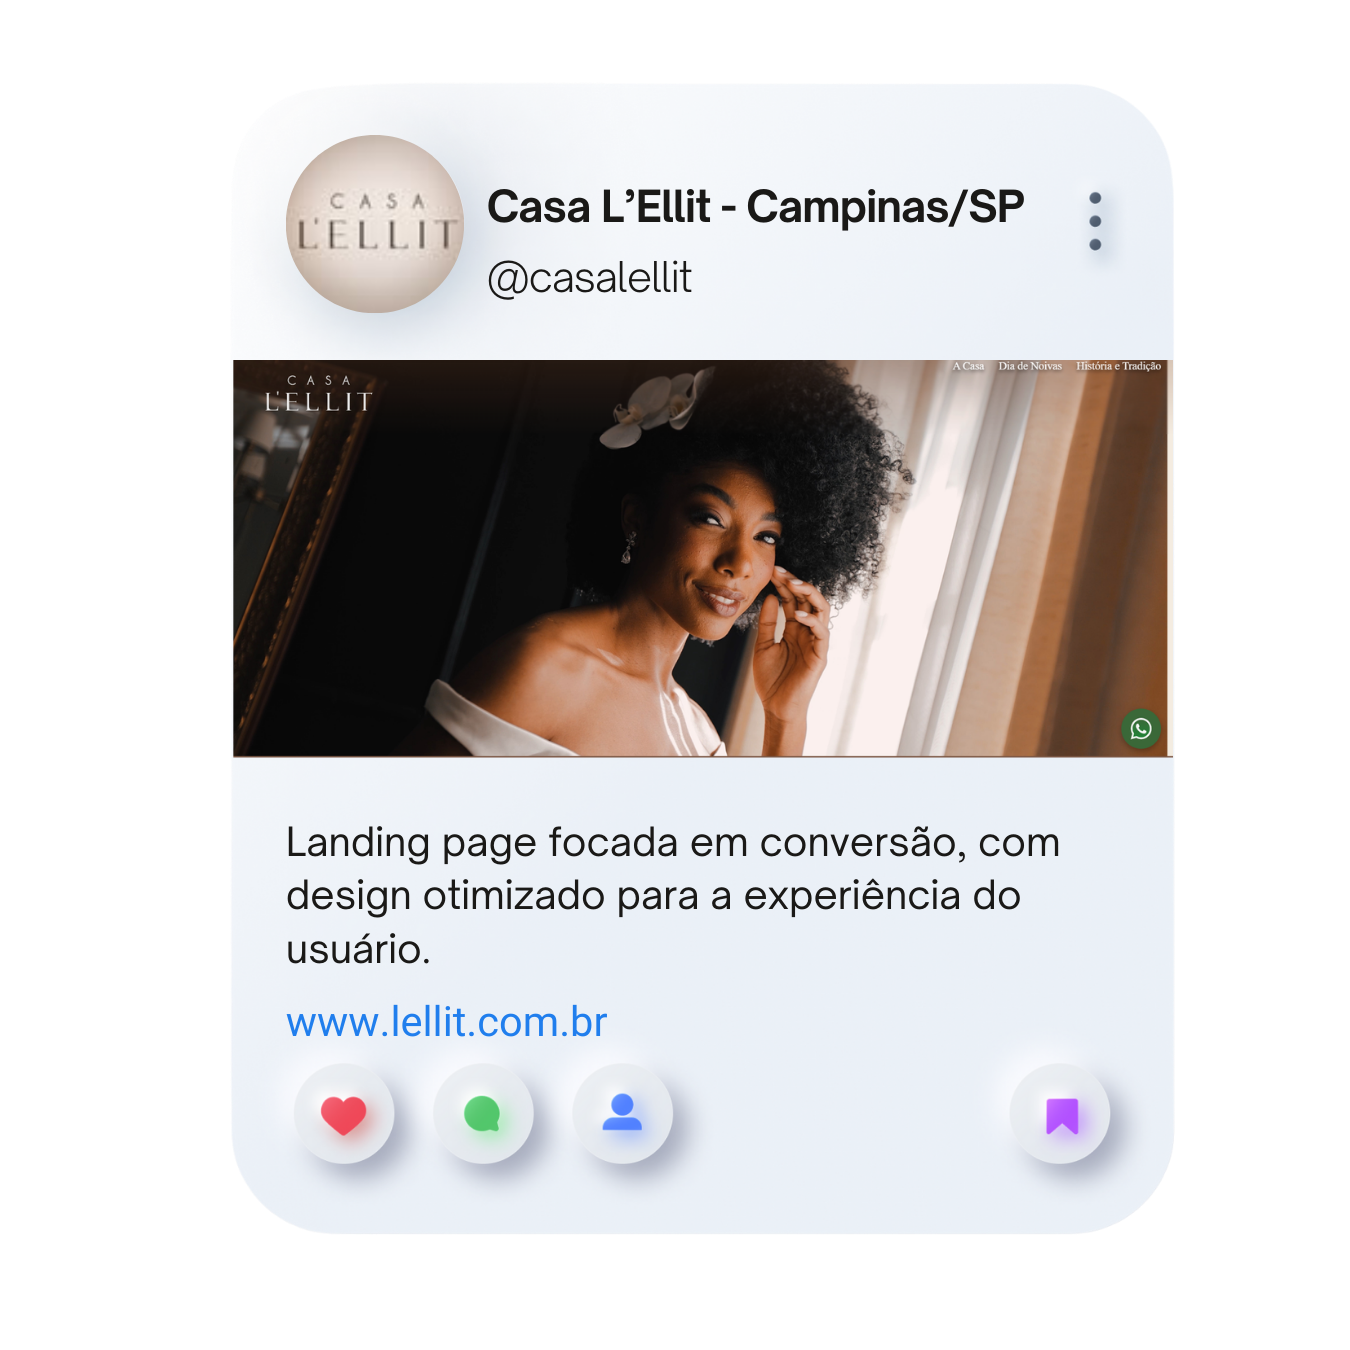 CASA
L'ELLIT
Casa L’Ellit - Campinas/SP
@casalellit
CASA
L'ELLIT
A Casa Dia de Noivas História e Tradição
Landing page focada em conversão, com
design otimizado para a experiência do
usuário.
www.lellit.com.br